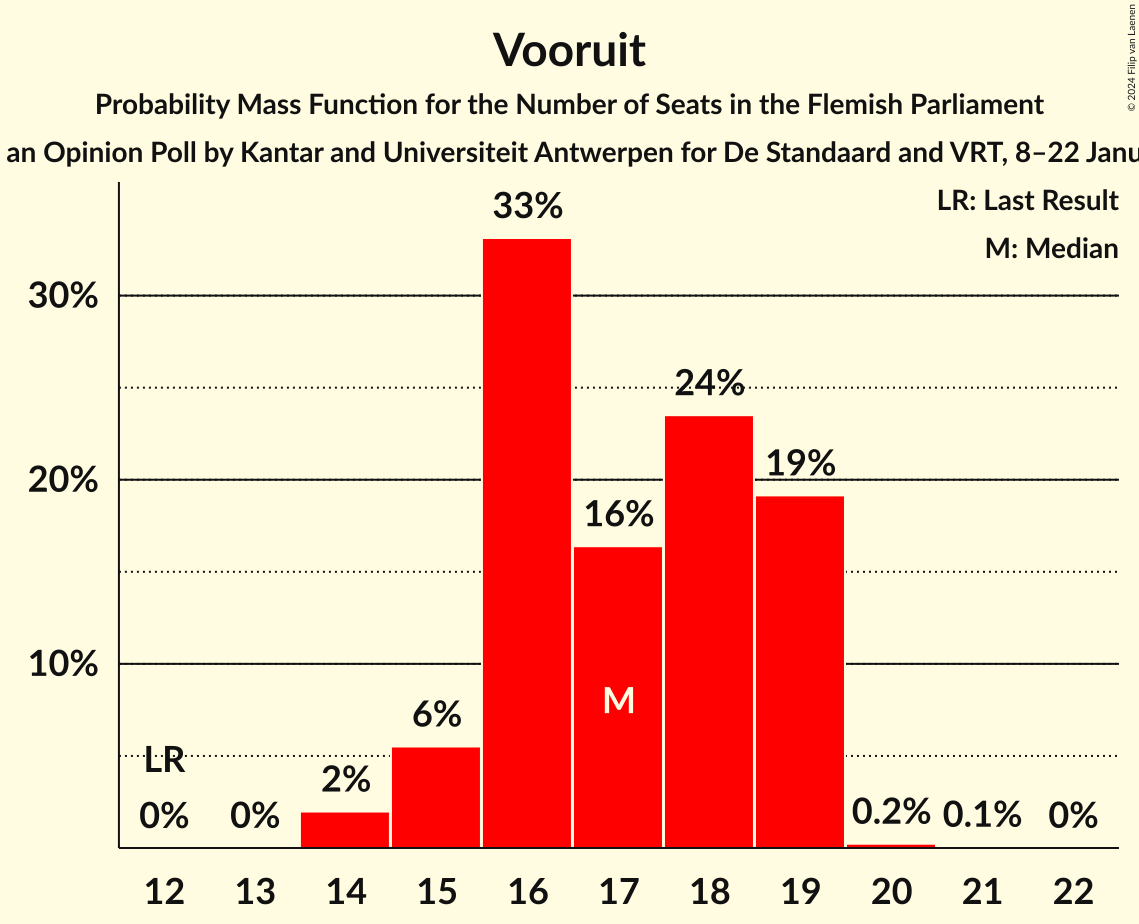 Vooruit
Probability Mass Function for the Number of Seats in the Flemish Parliament
an Opinion Poll by Kantar and Universiteit Antwerpen for De Standaard and VRT, 8–22 Janu
© 2024 Filip van Laenen
LR: Last Result
M: Median
33%
30%
24%
20%
19%
16%
10%
M
6%
LR
2%
0%
0%
0.2%
0.1%
0%
12 13 14 15 16 17 18 19 20 21 22